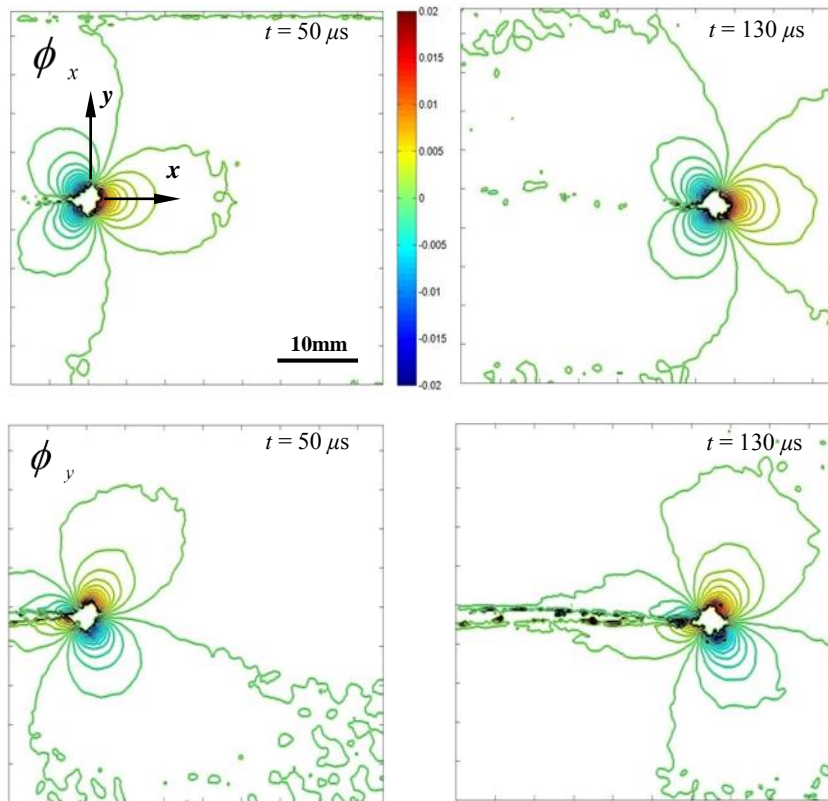 ϕ x
t = 50 μs
y
x
10mm
0.02
0.015
0.01
0.005
0
-0.005
-0.01
-0.015
-0.02
t = 130 μs
ϕ y
t = 50 μs
t = 130 μs